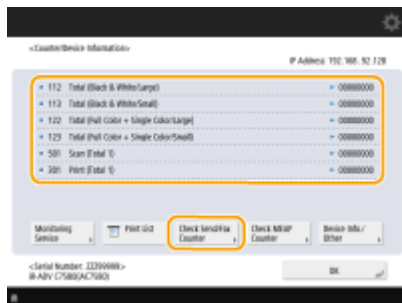 <Counter/Device Information>
IP Address: 192.168.92.128
112 Total (Black & White/Large) 00000000
113 Total (Black & White/Small) 00000000
122 Total (Full Color + Single Color/Large) 00000000
123 Total (Full Color + Single Color/Small) 00000000
501 Scan (Total 1) 00000000
301 Print (Total 1) 00000000
Monitoring Service
Print List
Check Send/Fax Counter
Check MEAP Counter
Device Info./ Other
<Serial Number:
OK